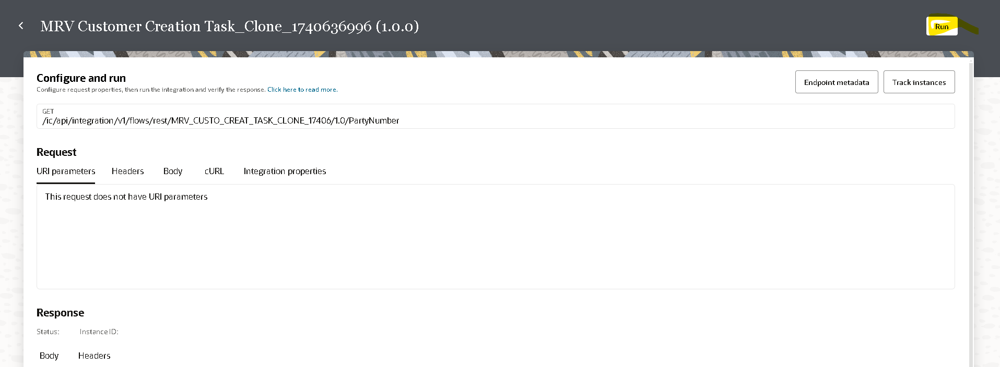 MRV Customer Creation Task_Clone_1740636996 (1.0.0)
Run
Configure and run
Configure request properties, then run the integration and verify the response. Click here to read more.
Endpoint metadata
Track instances
GET
/ic/api/integration/v1/flows/rest/MRV_CUSTO_CREAT_TASK_CLONE_17406/1.0/PartyNumber
Request
URI parameters Headers Body cURL Integration properties
This request does not have URI parameters
Response
Status: Instance ID:
Body Headers